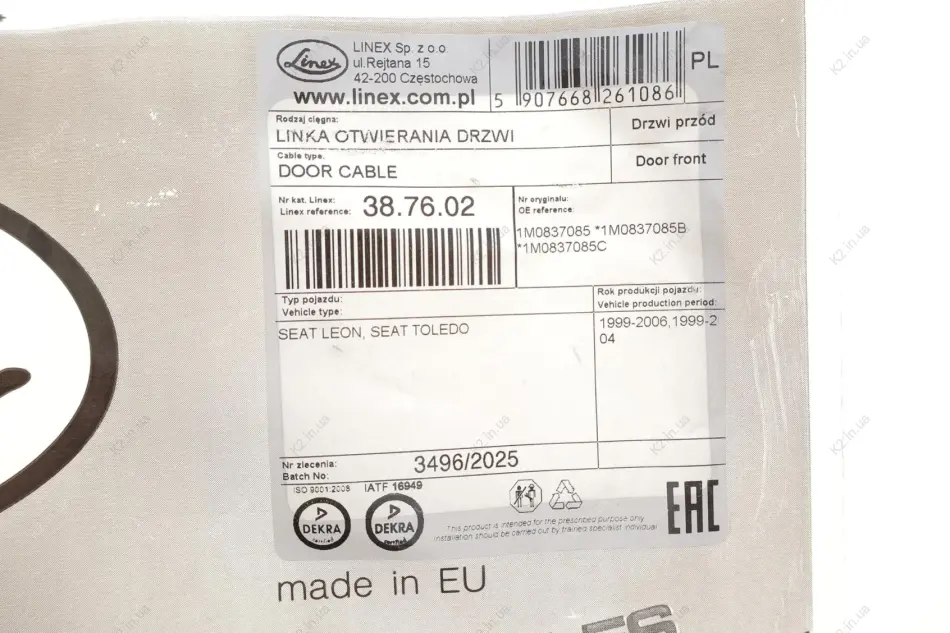 Linex
LINEX Sp. z o.o.
ul.Rejtana 15
42-200 Częstochowa
www.linex.com.pl
5 907668 261086
PL
Rodzaj cięgna:
LINKA OTWIERANIA DRZWI
Drzwi przód
Cable type:
DOOR CABLE
Door front
Nr kat. Linex:
Linex reference:
38.76.02
Nr oryginału:
OE reference:
1M0837085 *1M0837085B
*1M0837085C
Typ pojazdu:
Vehicle type:
SEAT LEON, SEAT TOLEDO
Rok produkcji pojazdu:
Vehicle production period:
1999-2006,1999-2
04
Nr zlecenia:
Batch No:
3496/2025
ISO 9001:2008
IATF 16949
DEKRA
DEKRA
Certified
This product is intended for the prescribed purpose only
Installation should be carried out by trained specialist individual
EAC
made in EU
K2.in.ua